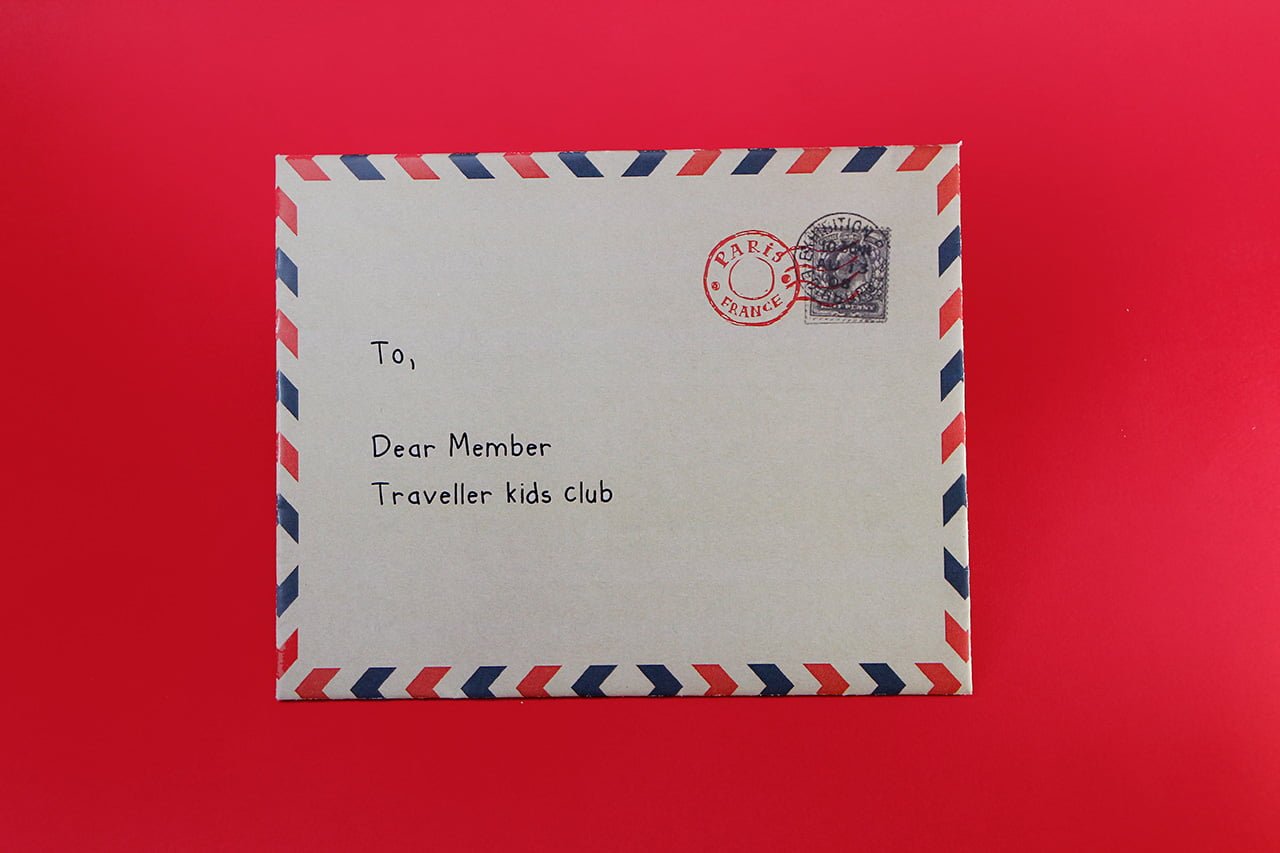 PARIS
FRANCE
To,
Dear Member
Traveller kids club